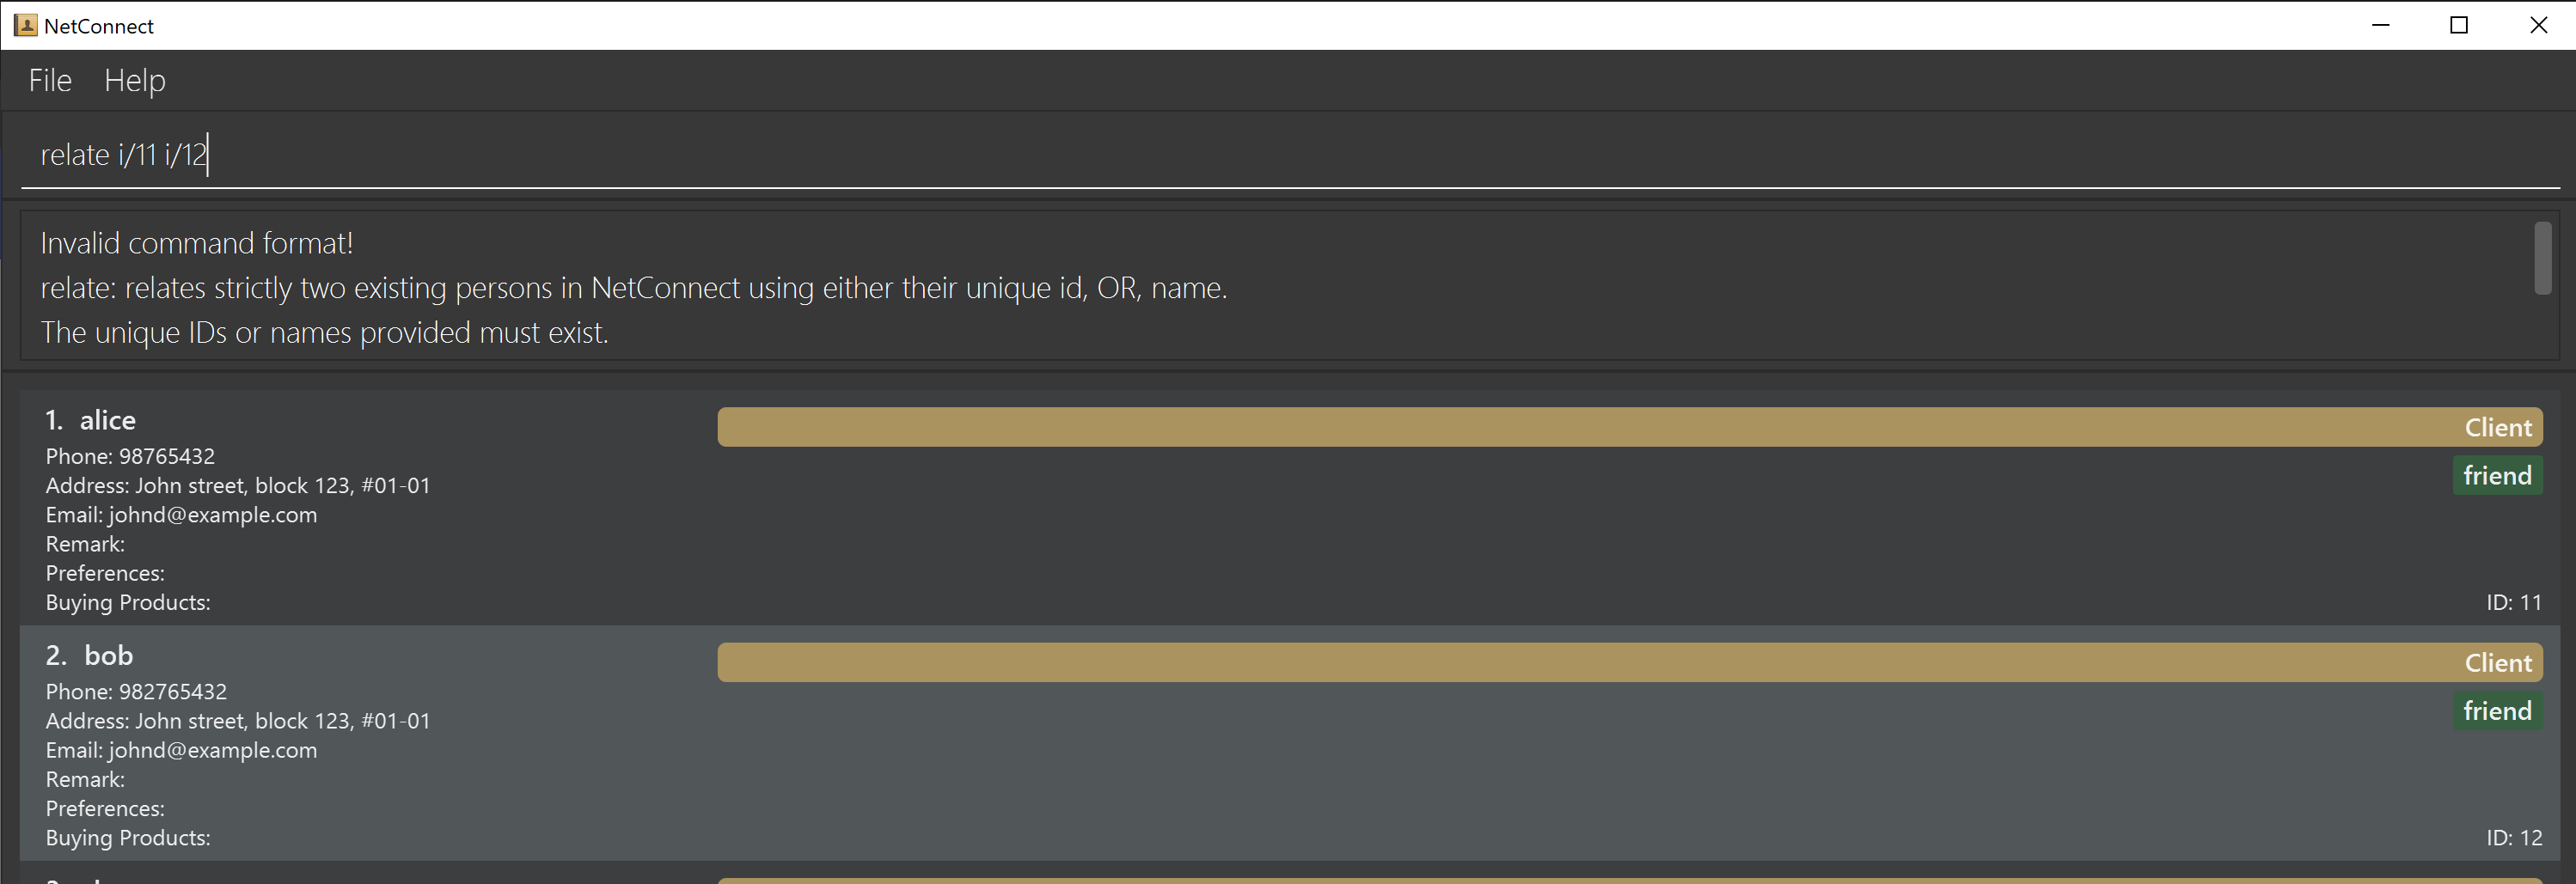 NetConnect
File Help
relate i/11 i/12
Invalid command format!
relate: relates strictly two existing persons in NetConnect using either their unique id, OR, name.
The unique IDs or names provided must exist.
1. alice
Client
Phone: 98765432
friend
Address: John street, block 123, #01-01
Email: johnd@example.com
Remark:
Preferences:
Buying Products:
ID: 11
2. bob
Client
Phone: 982765432
friend
Address: John street, block 123, #01-01
Email: johnd@example.com
Remark:
Preferences:
Buying Products:
ID: 12